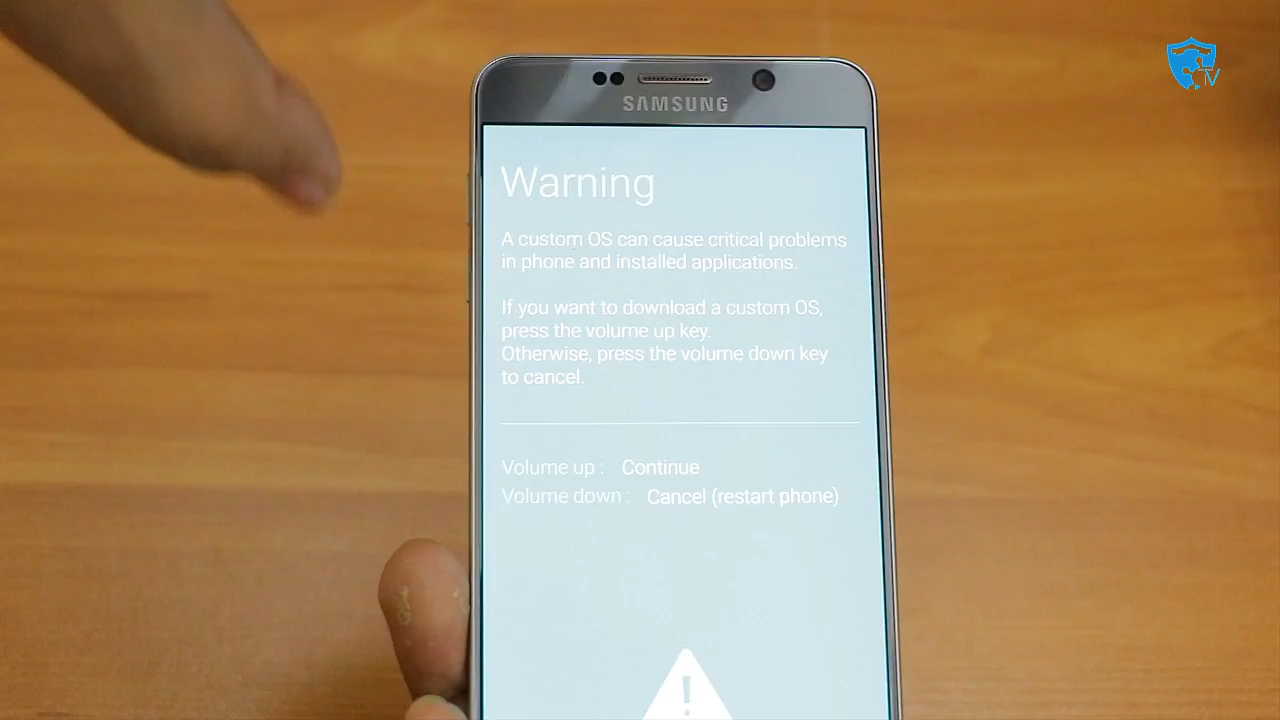 TV
SAMSUNG
Warning
A custom OS can cause critical problems
in phone and installed applications.
If you want to download a custom OS,
press the volume up key.
Otherwise, press the volume down key
to cancel.
Volume up : Continue
Volume down : Cancel (restart phone)
!